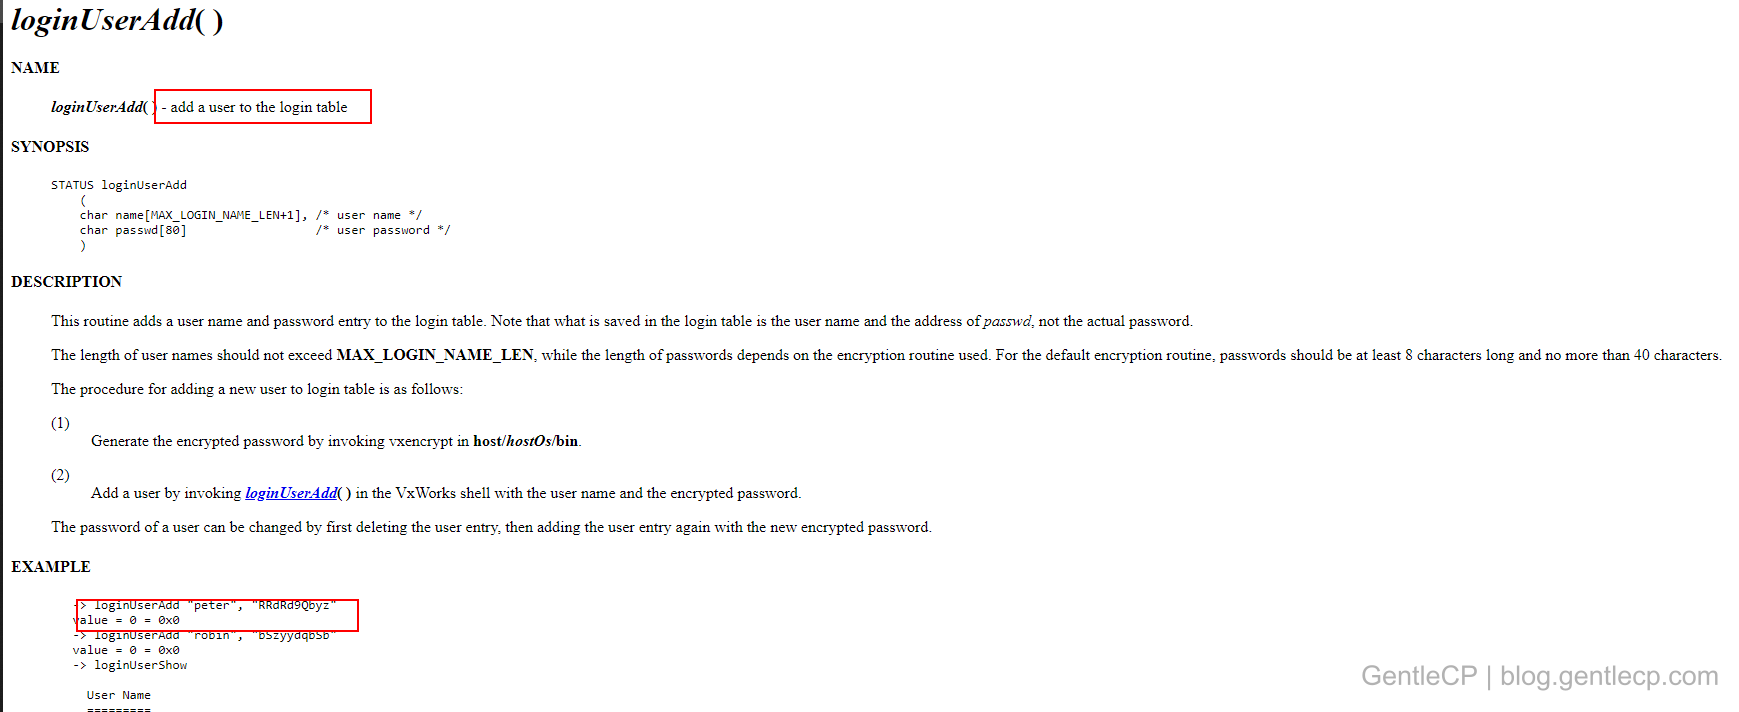 loginUserAdd( )
NAME
loginUserAdd( ) - add a user to the login table
SYNOPSIS
STATUS loginUserAdd
(
char name[MAX_LOGIN_NAME_LEN+1], /* user name */
char passwd[80] /* user password */
)
DESCRIPTION
This routine adds a user name and password entry to the login table. Note that what is saved in the login table is the user name and the address of passwd, not the actual password.
The length of user names should not exceed MAX_LOGIN_NAME_LEN, while the length of passwords depends on the encryption routine used. For the default encryption routine, passwords should be at least 8 characters long and no more than 40 characters.
The procedure for adding a new user to login table is as follows:
(1)
Generate the encrypted password by invoking vxencrypt in host/hostOs/bin.
(2)
Add a user by invoking loginUserAdd( ) in the VxWorks shell with the user name and the encrypted password.
The password of a user can be changed by first deleting the user entry, then adding the user entry again with the new encrypted password.
EXAMPLE
-> loginUserAdd "peter", "RRdRd9Qbyz"
value = 0 = 0x0
-> loginUserAdd "robin", "bSzyydqbSb"
value = 0 = 0x0
-> loginUserShow
User Name
=========
GentleCP | blog.gentlecp.com